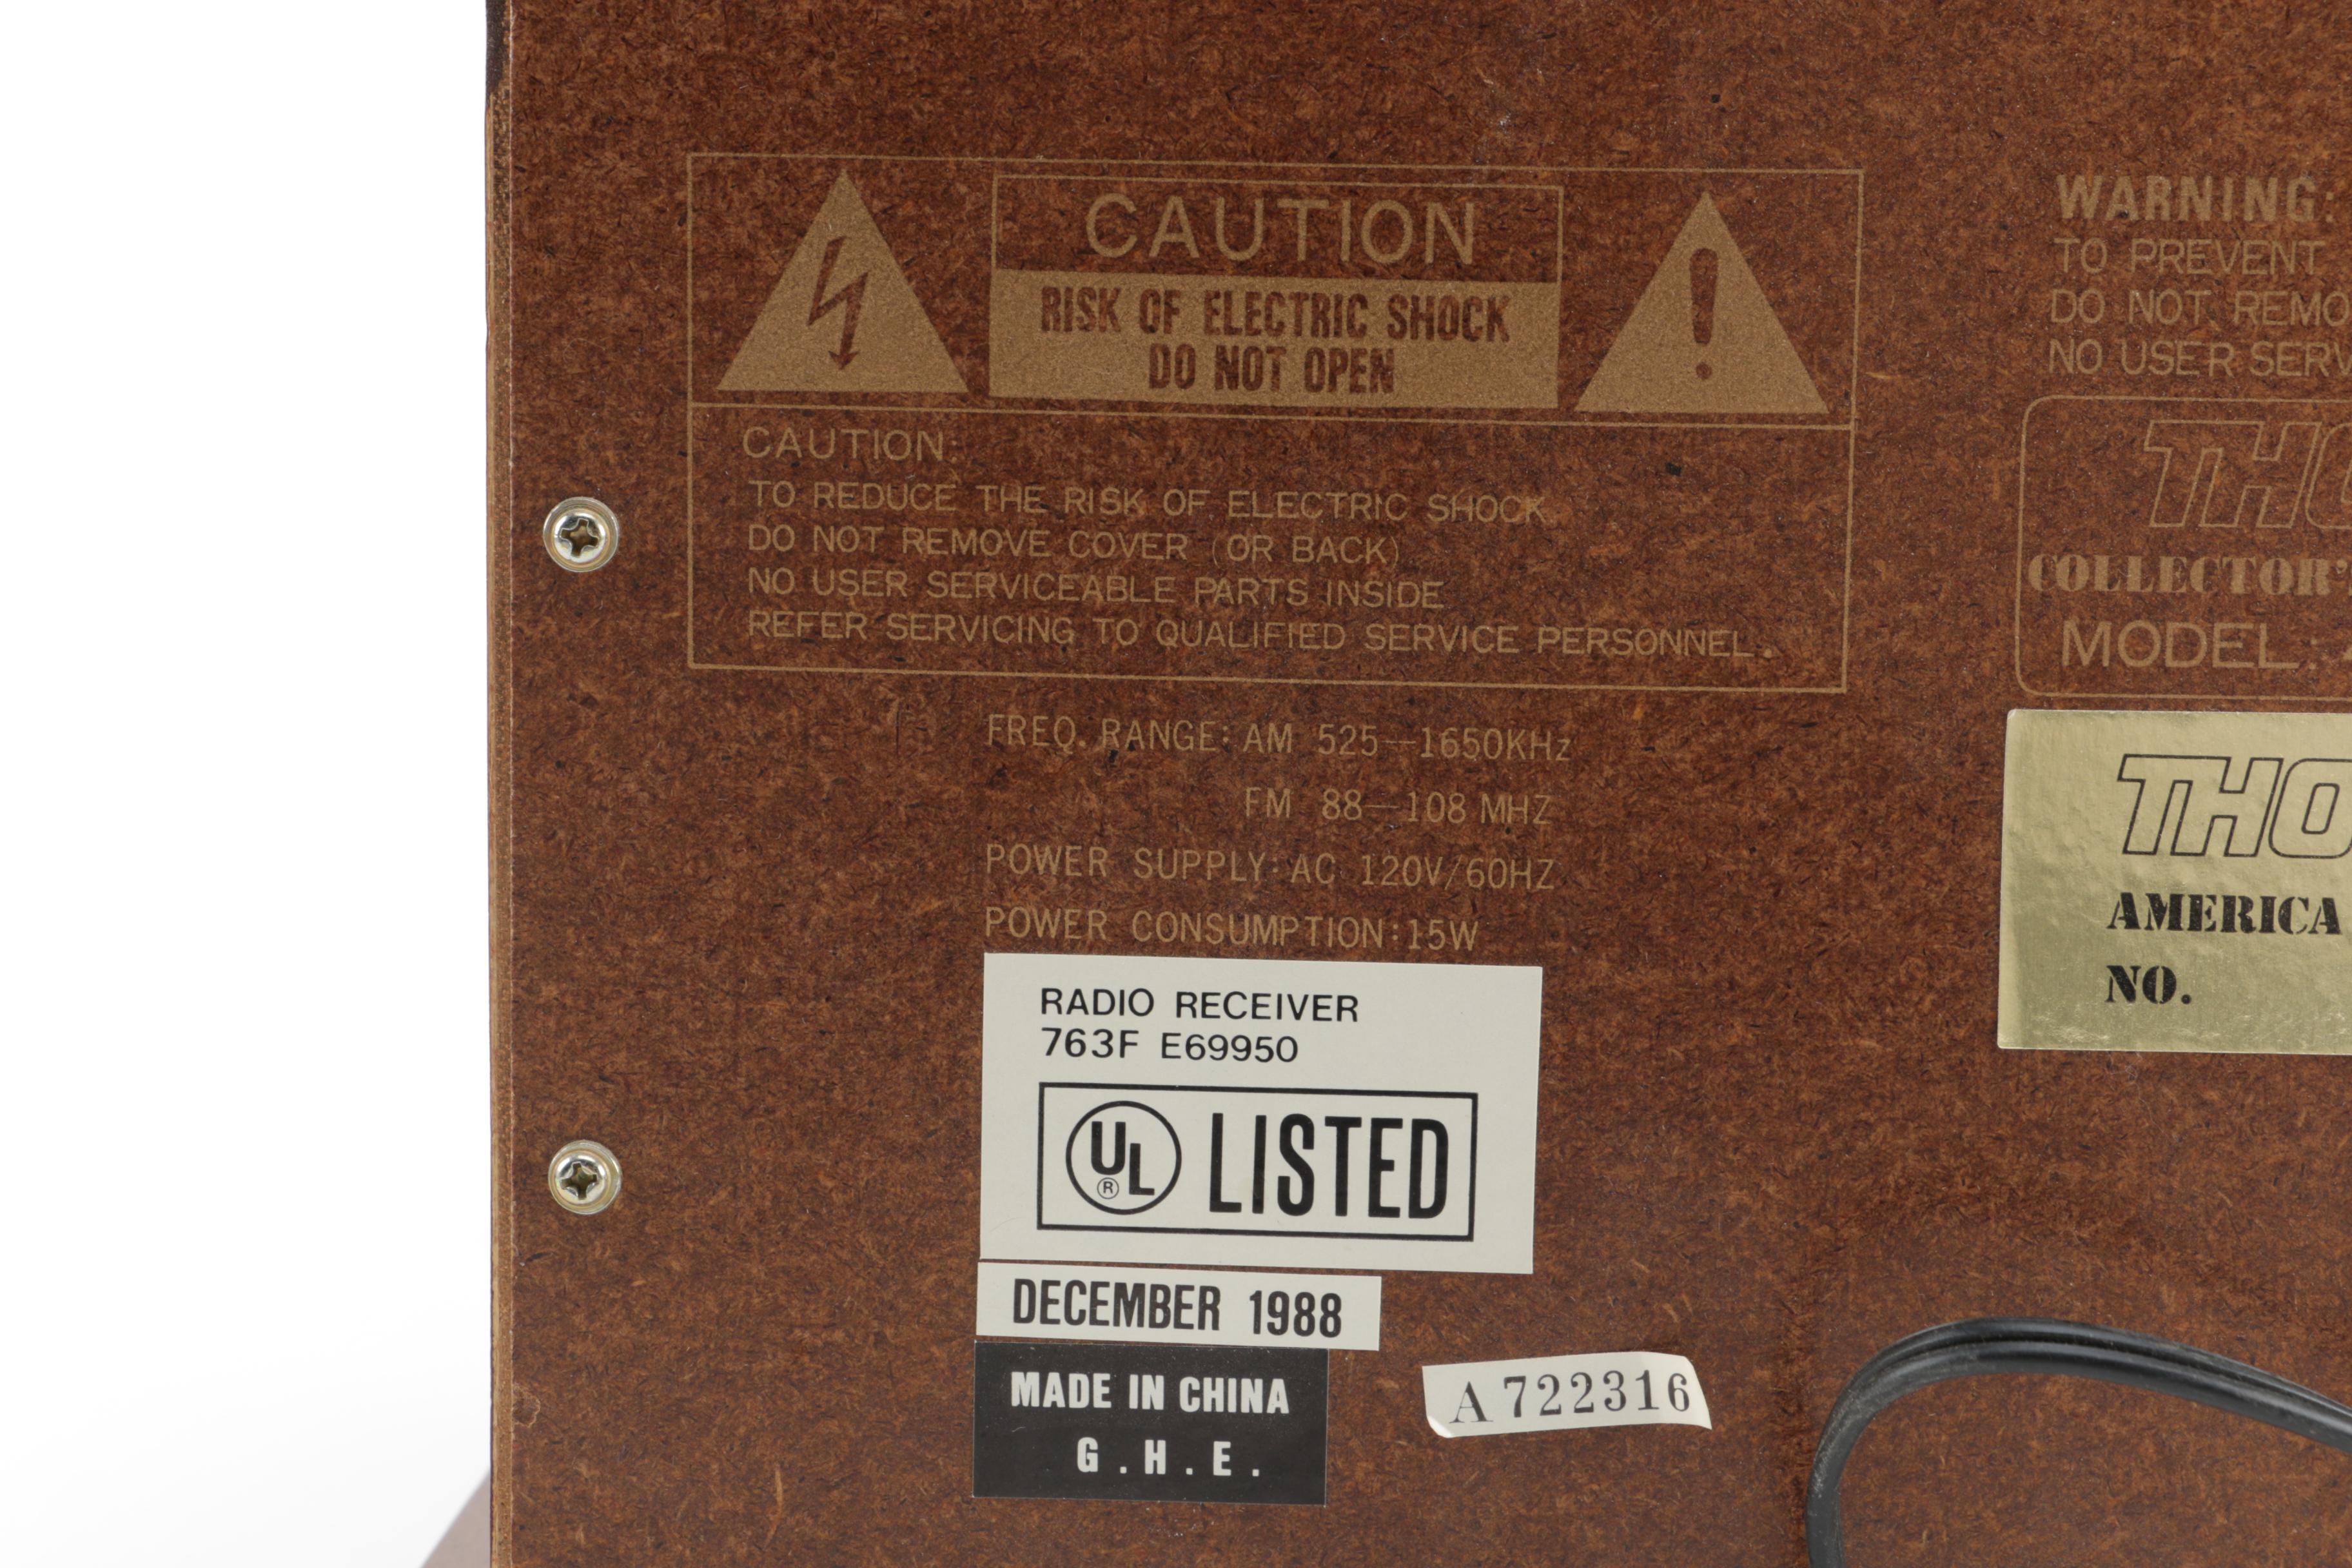 CAUTION
RISK OF ELECTRIC SHOCK
DO NOT OPEN
CAUTION:
TO REDUCE THE RISK OF ELECTRIC SHOCK
DO NOT REMOVE COVER (OR BACK)
NO USER SERVICEABLE PARTS INSIDE
REFER SERVICING TO QUALIFIED SERVICE PERSONNEL.
FREQ. RANGE: AM 525—1650KHz
FM 88—108 MHZ
POWER SUPPLY: AC 120V/60HZ
POWER CONSUMPTION:15W
RADIO RECEIVER
763F E69950
UL ® LISTED
DECEMBER 1988
MADE IN CHINA
G.H.E.
A722316
WARNING:
TO PREVENT
DO NOT
NO USER
COLLECTOR'
MODEL:
AMERICA
NO.